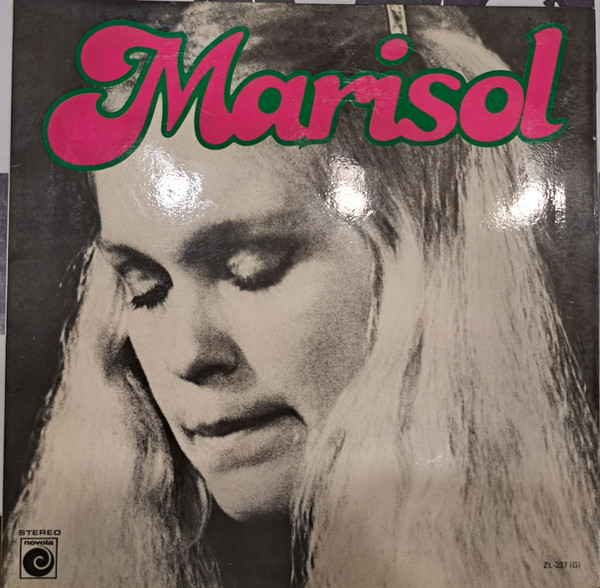 Marisol
STEREO
novola
ZL-227 (G)